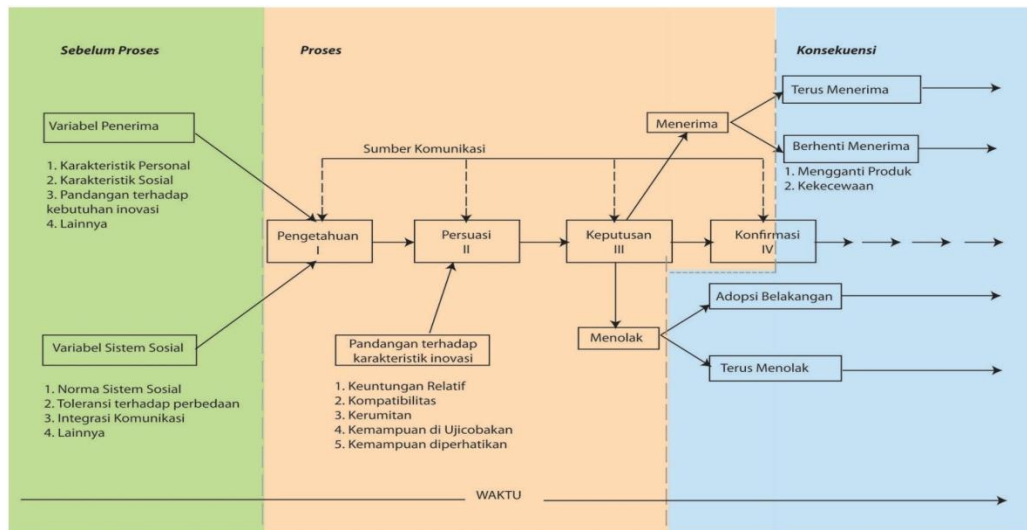 Sebelum Proses
Proses
Konsekuensi
Variabel Penerima
1. Karakteristik Personal
2. Karakteristik Sosial
3. Pandangan terhadap
kebutuhan inovasi
4. Lainnya
Variabel Sistem Sosial
1. Norma Sistem Sosial
2. Toleransi terhadap perbedaan
3. Integrasi Komunikasi
4. Lainnya
Sumber Komunikasi
Pengetahuan
I
Persuasi
II
Keputusan
III
Konfirmasi
IV
Pandangan terhadap
karakteristik inovasi
1. Keuntungan Relatif
2. Kompatibilitas
3. Kerumitan
4. Kemampuan di Ujicobakan
5. Kemampuan diperhatikan
Menerima
Menolak
Terus Menerima
Berhenti Menerima
1. Mengganti Produk
2. Kekecewaan
Adopsi Belakangan
Terus Menolak
WAKTU